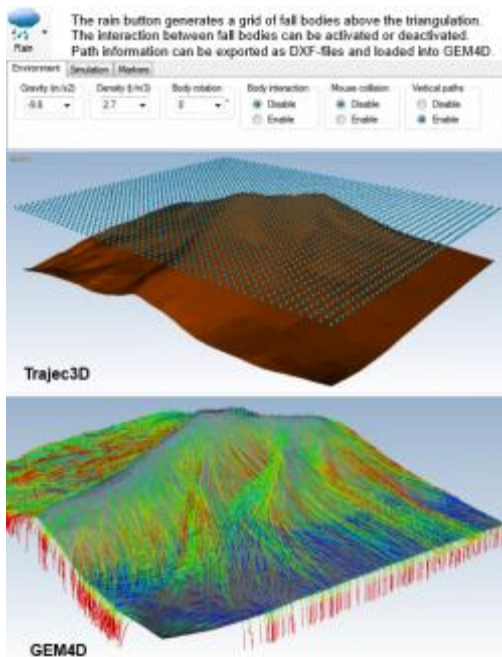 The rain button generates a grid of fall bodies above the triangulation.
The interaction between fall bodies can be activated or deactivated.
Path information can be exported as DXF-files and loaded into GEM4D.
Rain
Environment Simulation Markers
Gravity (m/s2) Density (t/m3) Body rotation Body interaction Mouse collision Vertical paths
-9.8 2.7 0 ° Disable Disable Disable
Enable Enable Enable
Trajec3D
GEM4D